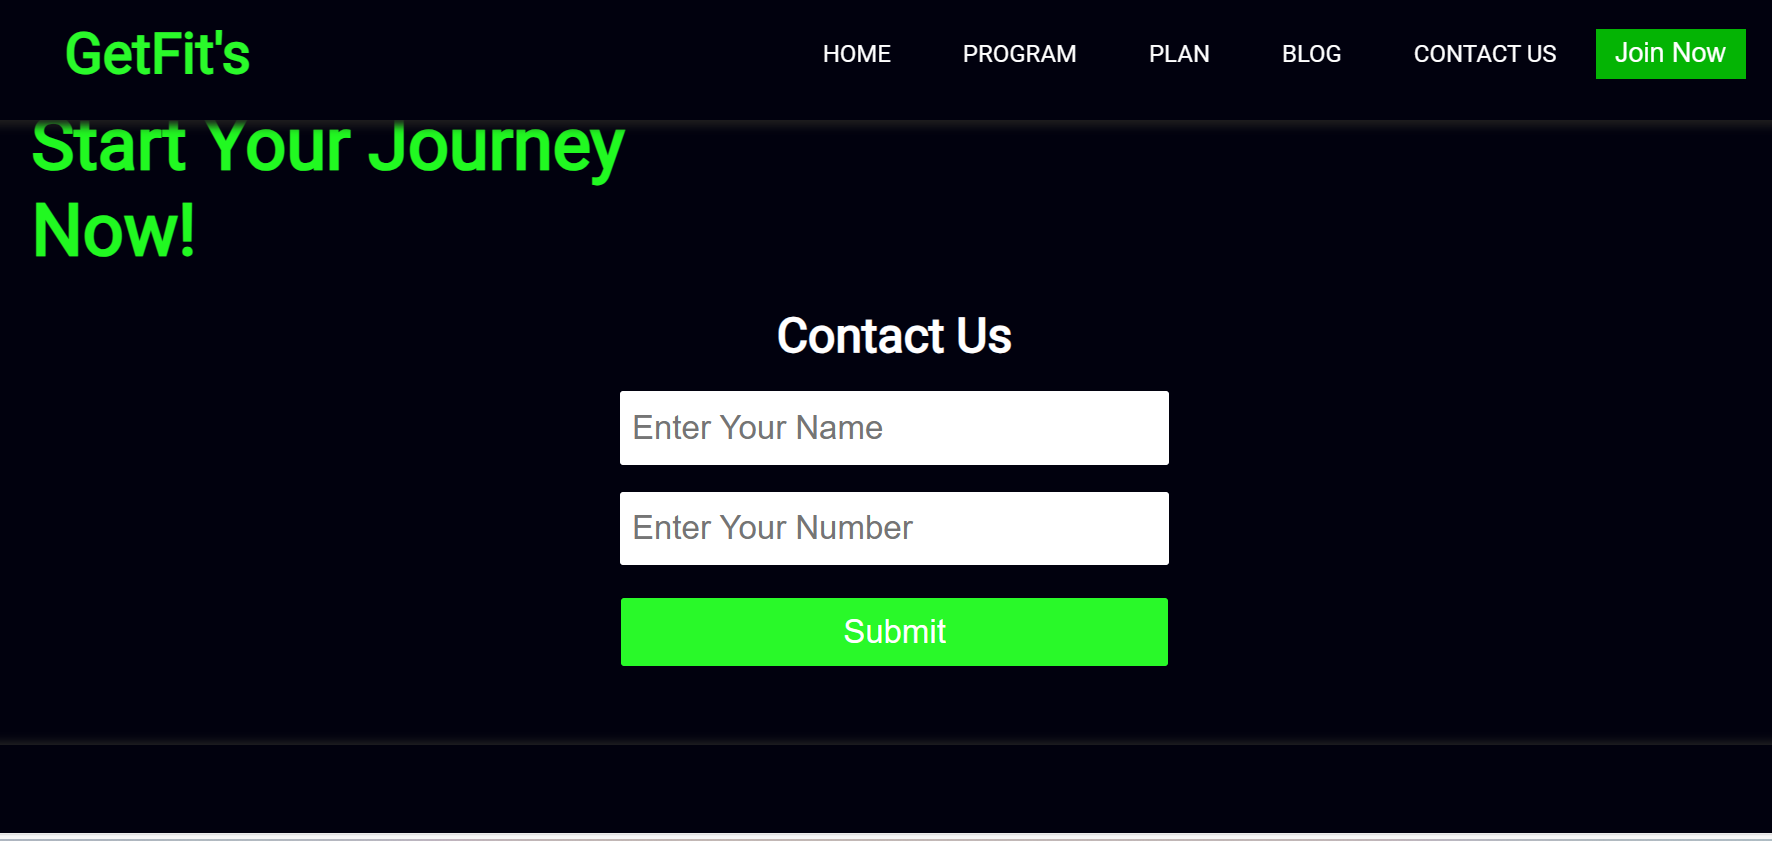 GetFit's
HOME PROGRAM PLAN BLOG CONTACT US Join Now
Start Your Journey
Now!
Contact Us
Enter Your Name
Enter Your Number
Submit